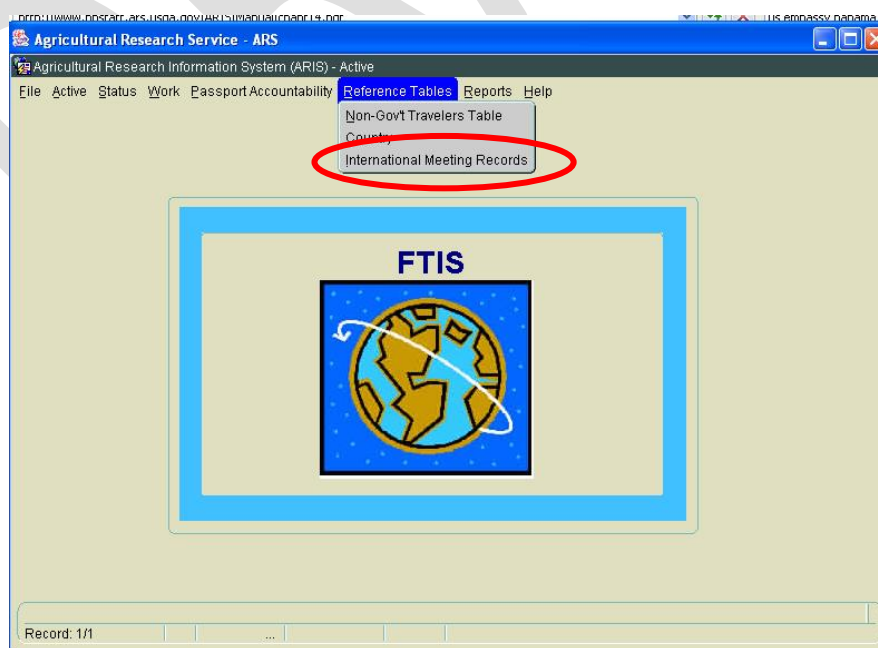 Agricultural Research Service - ARS
Agricultural Research Information System (ARIS) - Active
File Active Status Work Passport Accountability Reference Tables Reports Help
Non-Gov't Travelers Table
Country
International Meeting Records
FTIS
Record: 1/1 ...